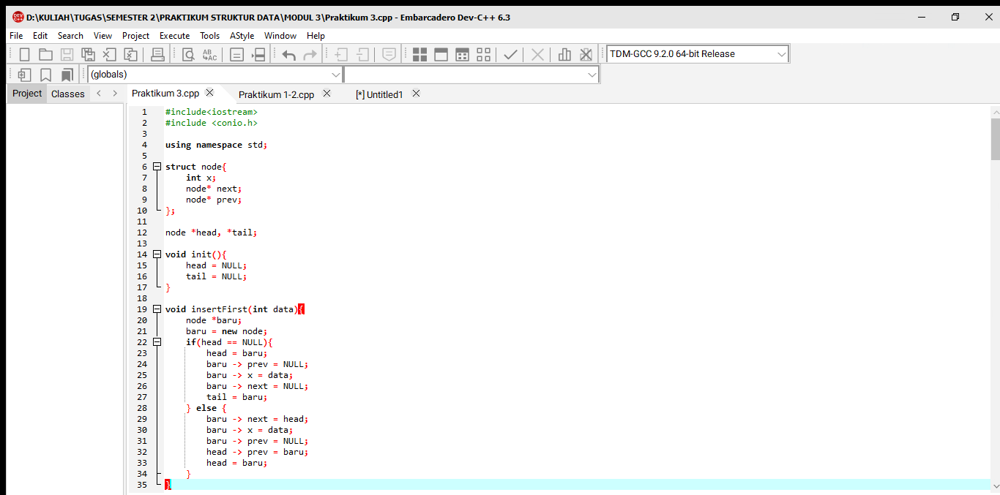 D:\KULIAH\TUGAS\SEMESTER 2\PRAKTIKUM STRUKTUR DATA\MODUL 3\Praktikum 3.cpp - Embarcadero Dev-C++ 6.3
File Edit Search View Project Execute Tools AStyle Window Help
TDM-GCC 9.2.0 64-bit Release
(globals)
Project Classes Praktikum 3.cpp Praktikum 1-2.cpp [*] Untitled1
1 #include<iostream>
2 #include <conio.h>
3
4 using namespace std;
5
6 struct node{
7 int x;
8 node* next;
9 node* prev;
10 };
11
12 node *head, *tail;
13
14 void init(){
15 head = NULL;
16 tail = NULL;
17 }
18
19 void insertFirst(int data){
20 node *baru;
21 baru = new node;
22 if(head == NULL){
23 head = baru;
24 baru -> prev = NULL;
25 baru -> x = data;
26 baru -> next = NULL;
27 tail = baru;
28 } else {
29 baru -> next = head;
30 baru -> x = data;
31 baru -> prev = NULL;
32 head -> prev = baru;
33 head = baru;
34 }
35 }